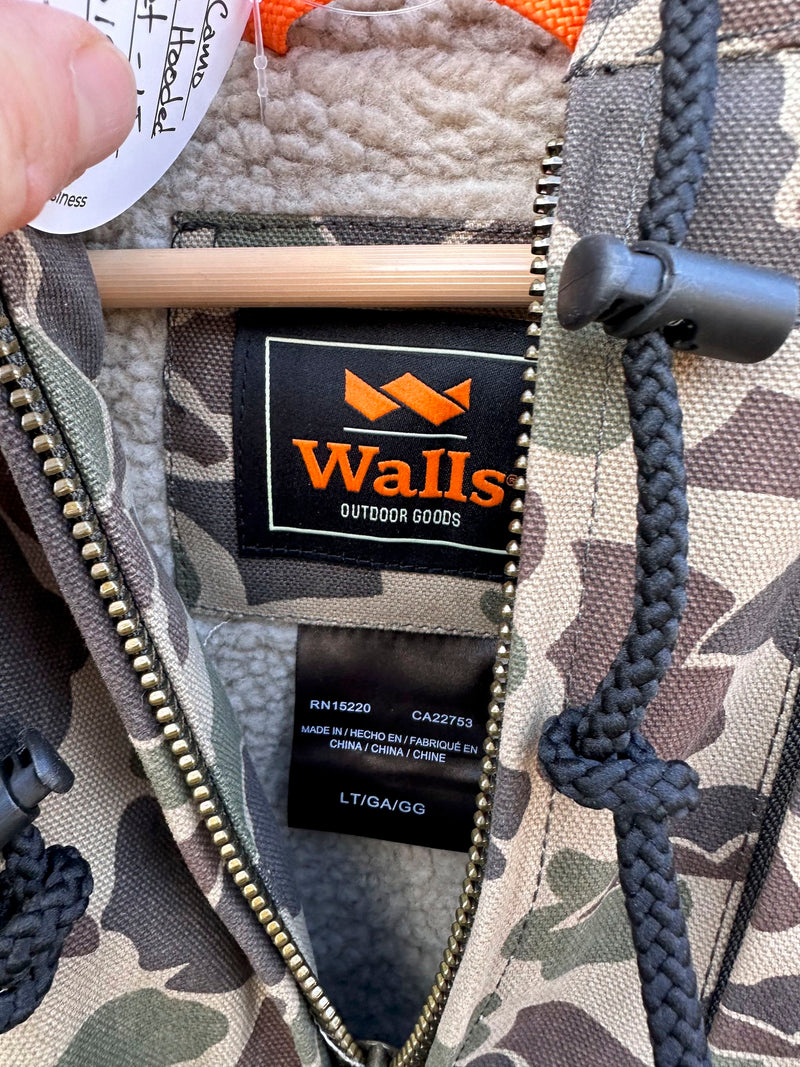 Camo
Hooded
Walls®
OUTDOOR GOODS
RN15220 CA22753
MADE IN / HECHO EN / FABRIQUÉ EN
CHINA / CHINA / CHINE
LT/GA/GG